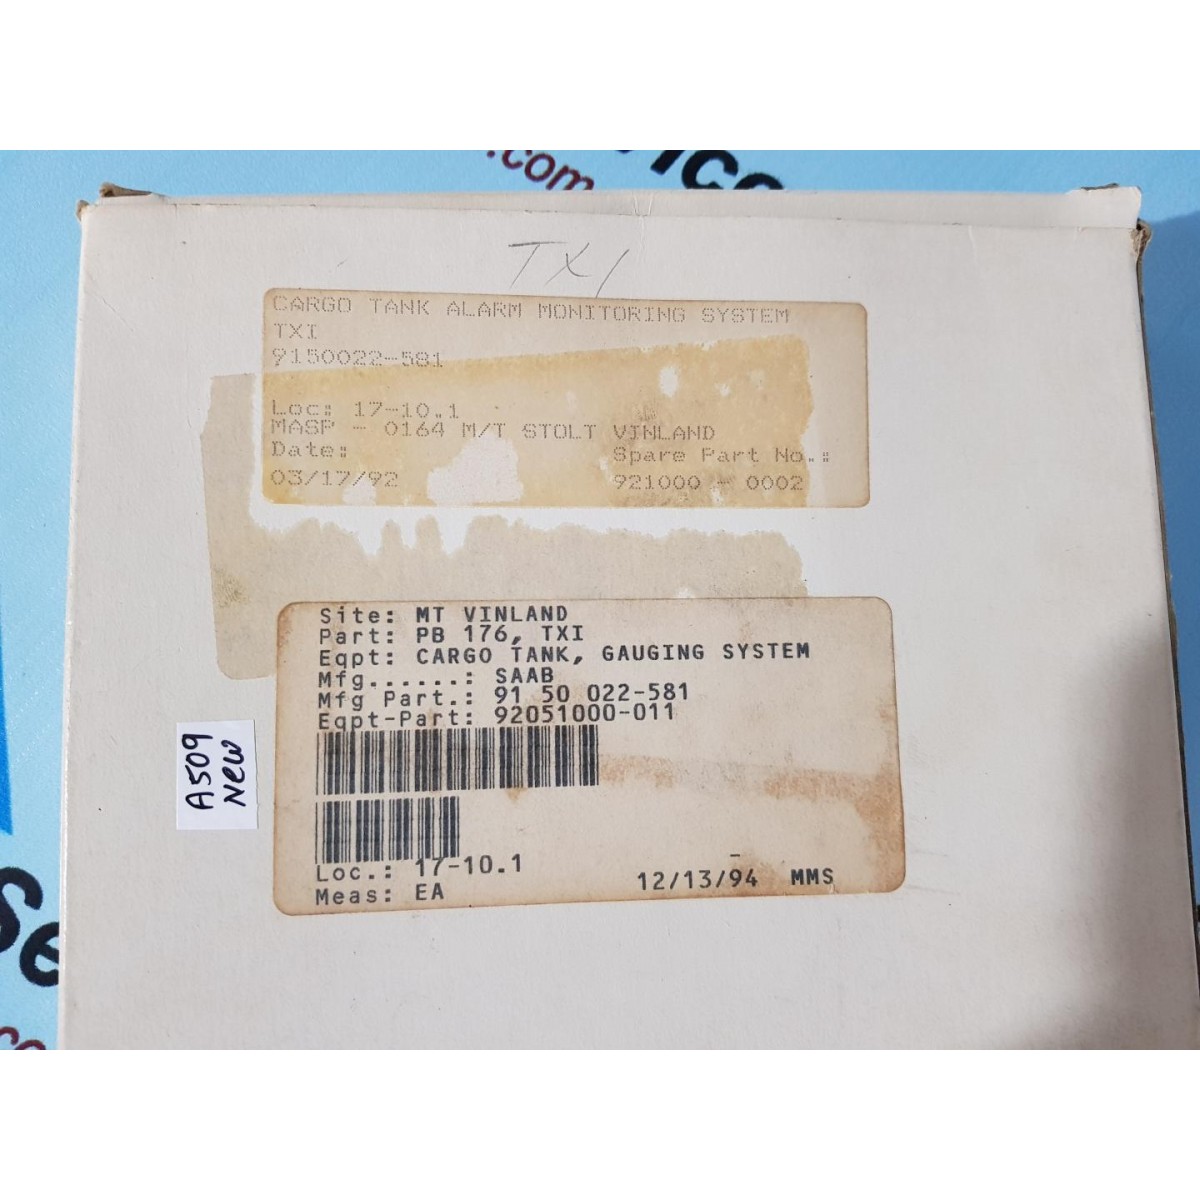 .com
TXI
CARGO TANK ALARM MONITORING SYSTEM
TXI
9150022-581
Loc: 17-10.1
MASP - 0164 M/T STOLT VINLAND
Date: Spare Part No.:
03/17/92 921000 - 0002
Site: MT VINLAND
Part: PB 176, TXI
Eqpt: CARGO TANK, GAUGING SYSTEM
Mfg......: SAAB
Mfg Part.: 91 50 022-581
Eqpt-Part: 92051000-011
A509
New
Loc.: 17-10.1
Meas: EA 12/13/94 MMS